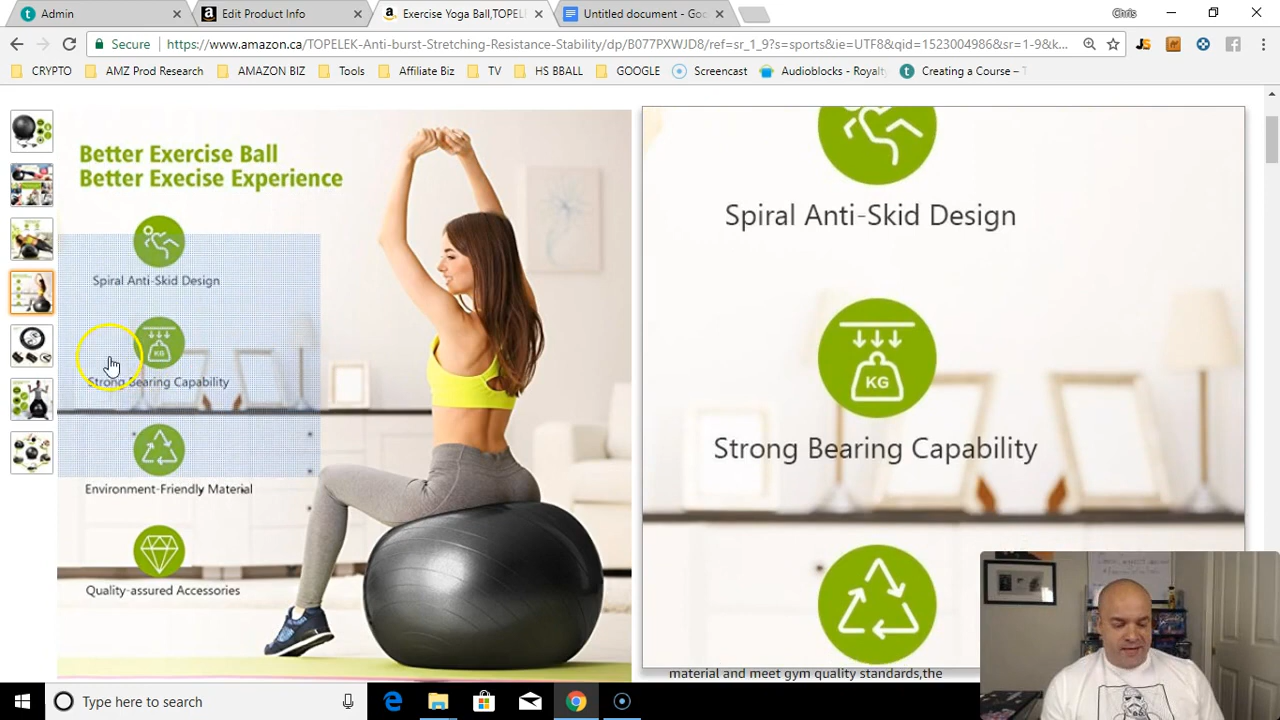 Admin
Edit Product Info
Exercise Yoga Ball,TOPELE
Untitled document - Goo
Chris
Secure
https://www.amazon.ca/TOPELEK-Anti-burst-Stretching-Resistance-Stability/dp/B077PXWJD8/ref=sr_1_9?s=sports&ie=UTF8&qid=1523004986&sr=1-9&k...
CRYPTO
AMZ Prod Research
AMAZON BIZ
Tools
Affiliate Biz
TV
HS BBALL
GOOGLE
Screencast
Audioblocks - Royalt
Creating a Course – T
Better Exercise Ball
Better Execise Experience
Spiral Anti-Skid Design
KG
Strong Bearing Capability
Environment-Friendly Material
Quality-assured Accessories
Spiral Anti-Skid Design
KG
Strong Bearing Capability
material and meet gym quality standards,the
Type here to search